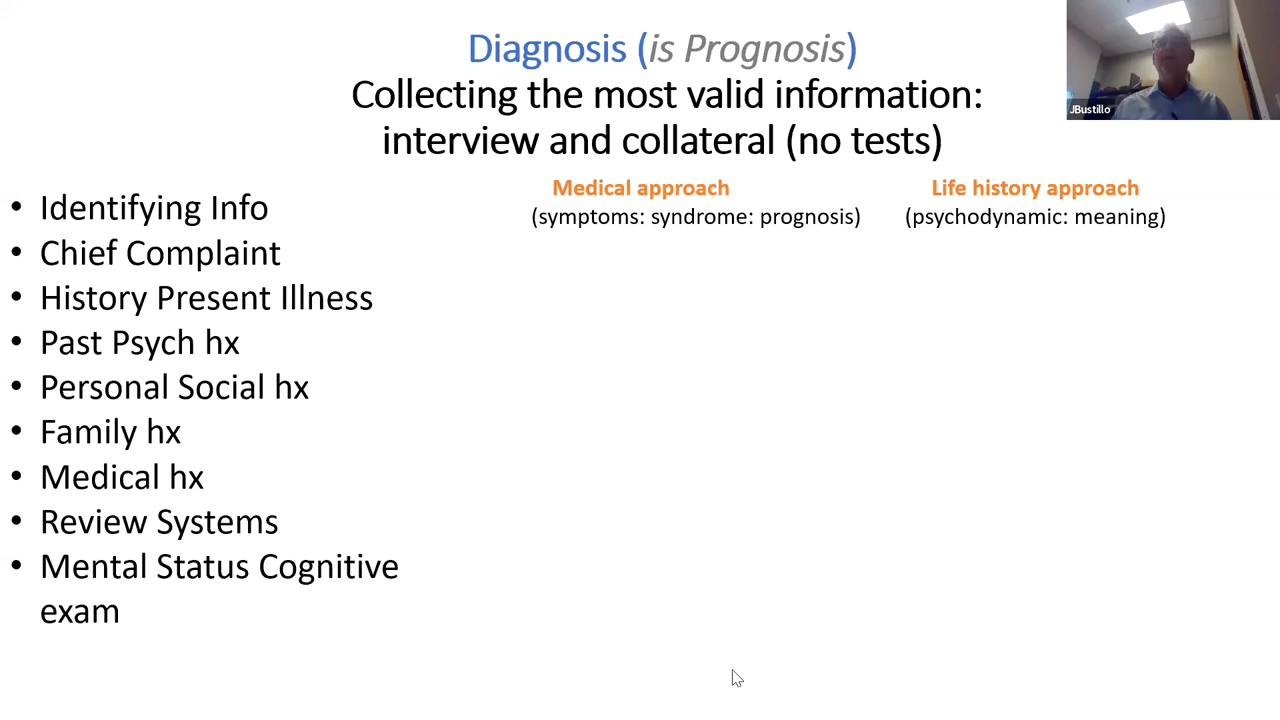 Diagnosis (is Prognosis)
Collecting the most valid information:
interview and collateral (no tests)
JBustillo
Medical approach
(symptoms: syndrome: prognosis)
Life history approach
(psychodynamic: meaning)
• Identifying Info
• Chief Complaint
• History Present Illness
• Past Psych hx
• Personal Social hx
• Family hx
• Medical hx
• Review Systems
• Mental Status Cognitive
exam